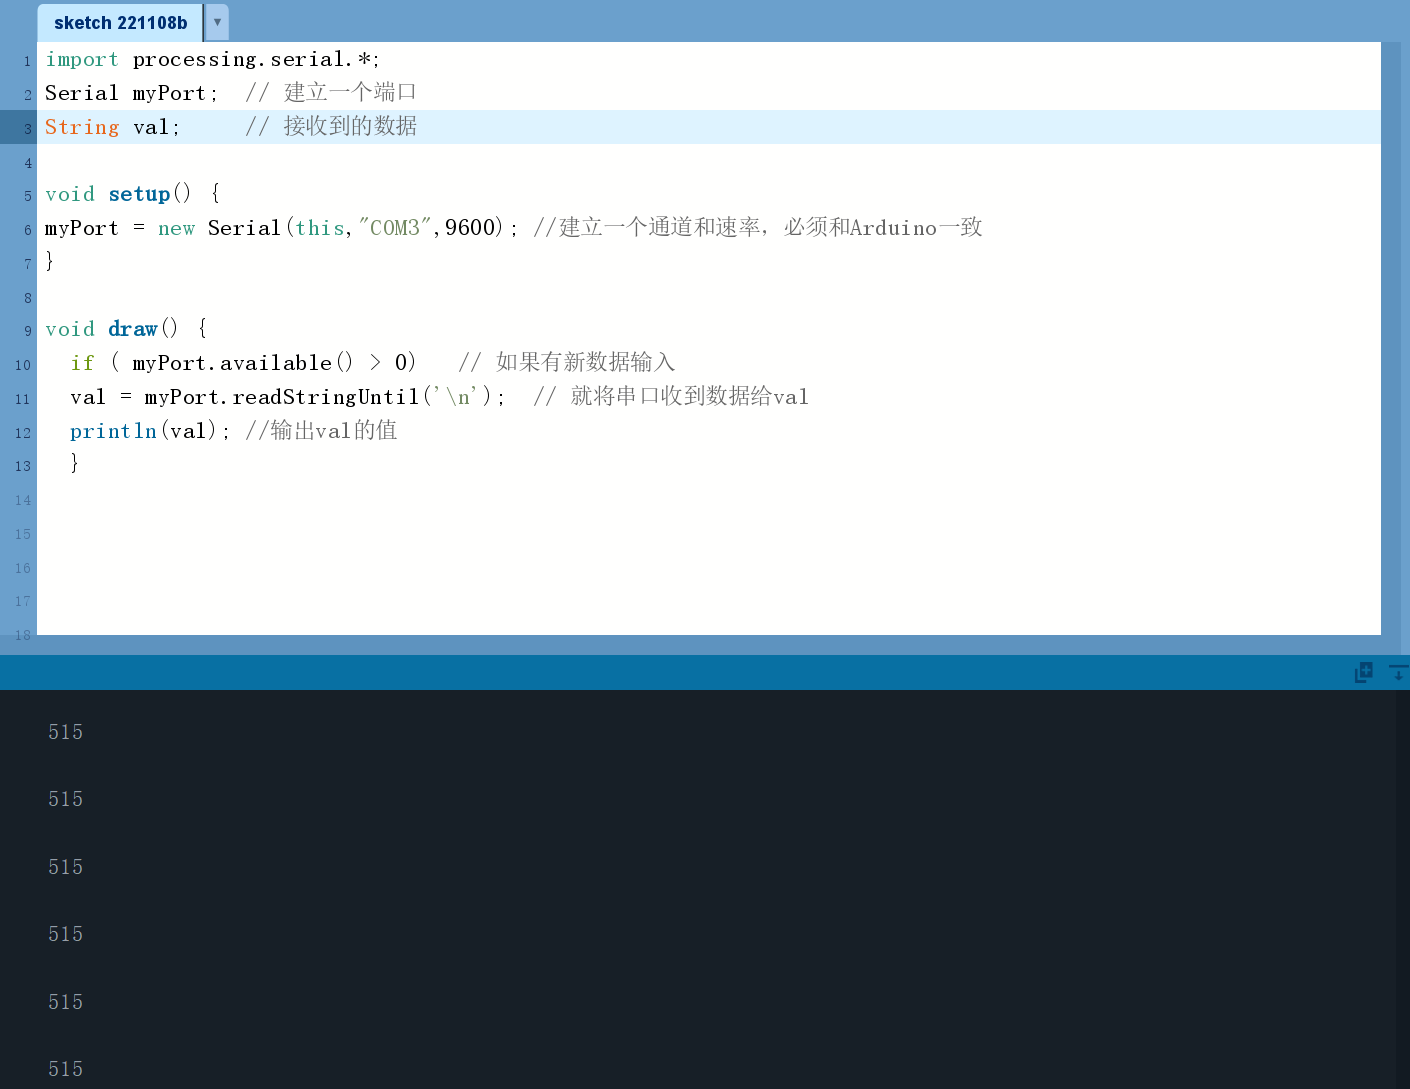 sketch 221108b ▼
1 import processing.serial.*;
2 Serial myPort;  // 建立一个端口
3 String val;     // 接收到的数据
4
5 void setup() {
6 myPort = new Serial(this,"COM3",9600); //建立一个通道和速率，必须和Arduino一致
7 }
8
9 void draw() {
10   if ( myPort.available() > 0)   // 如果有新数据输入
11   val = myPort.readStringUntil('\n');  // 就将串口收到数据给val
12   println(val); //输出val的值
13   }
14
15
16
17
18
515
515
515
515
515
515